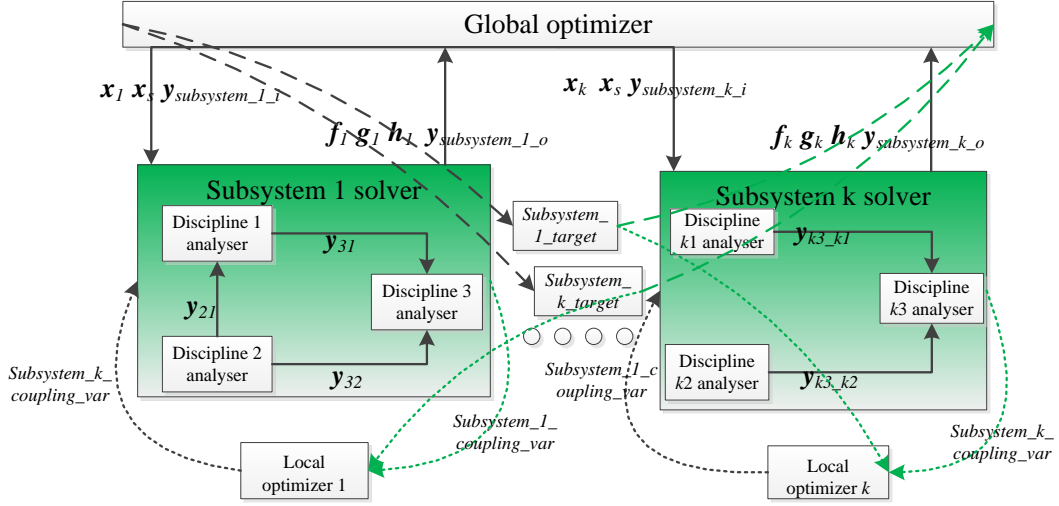 Global optimizer
x1 xs ysubsystem_1_i
f1 g1 h1 ysubsystem_1_o
xk xs ysubsystem_k_i
fk gk hk ysubsystem_k_o
Subsystem 1 solver
Discipline 1
analyser
y31
Discipline 3
analyser
y21
Discipline 2
analyser
y32
Subsystem_
1_target
Subsystem_
k_target
Subsystem k solver
Discipline
k1 analyser
yk3_k1
Discipline
k3 analyser
Discipline
k2 analyser
yk3_k2
Subsystem_k_
coupling_var
Subsystem_1_
coupling_var
Subsystem_1_c
oupling_var
Subsystem_k_
coupling_var
Local
optimizer 1
Local
optimizer k